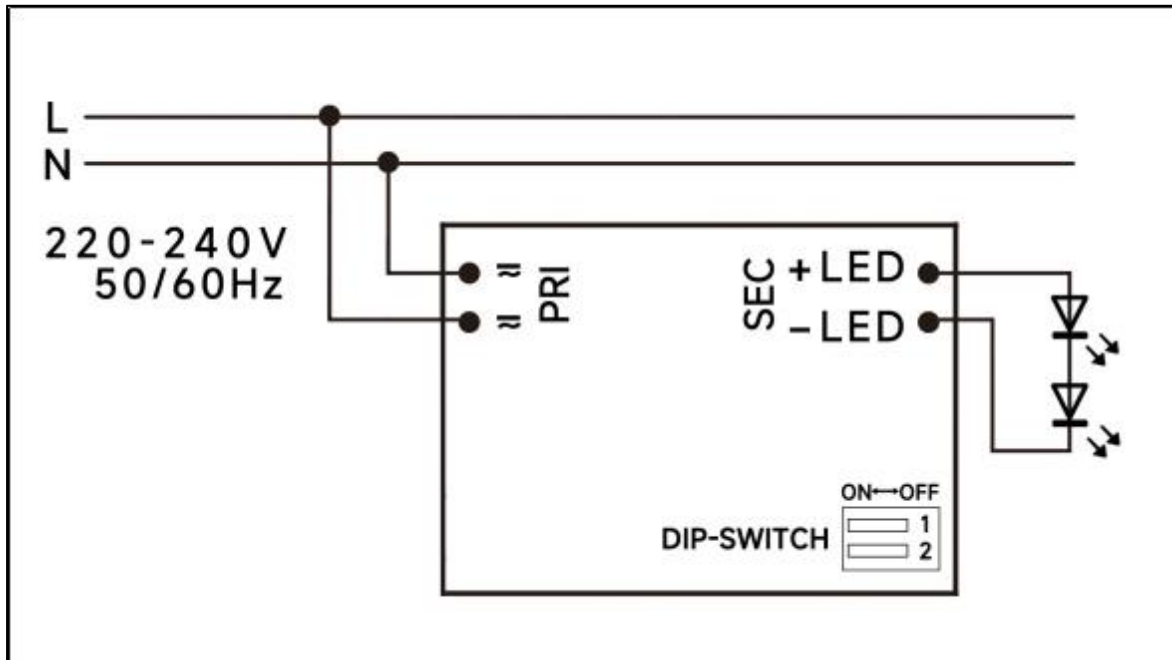 L
N
220-240V
50/60Hz
PRI
SEC
+LED
-LED
ON↔OFF
DIP-SWITCH
1
2